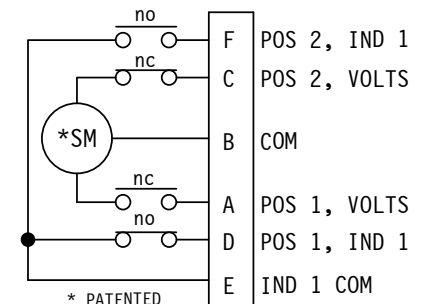 no
F POS 2, IND 1
nc
C POS 2, VOLTS
*SM
B COM
nc
A POS 1, VOLTS
no
D POS 1, IND 1
E IND 1 COM
* PATENTED